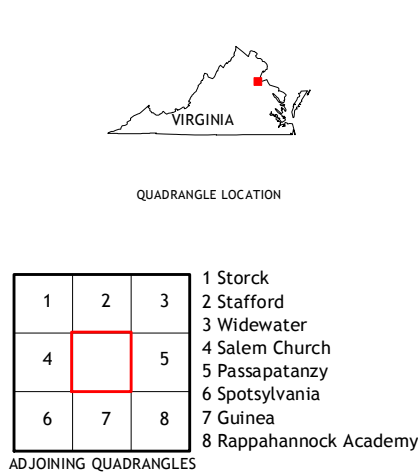 VIRGINIA
QUADRANGLE LOCATION
1 2 3
4 5
6 7 8
1 Storck
2 Stafford
3 Widewater
4 Salem Church
5 Passapatanzy
6 Spotsylvania
7 Guinea
8 Rappahannock Academy
ADJOINING QUADRANGLES